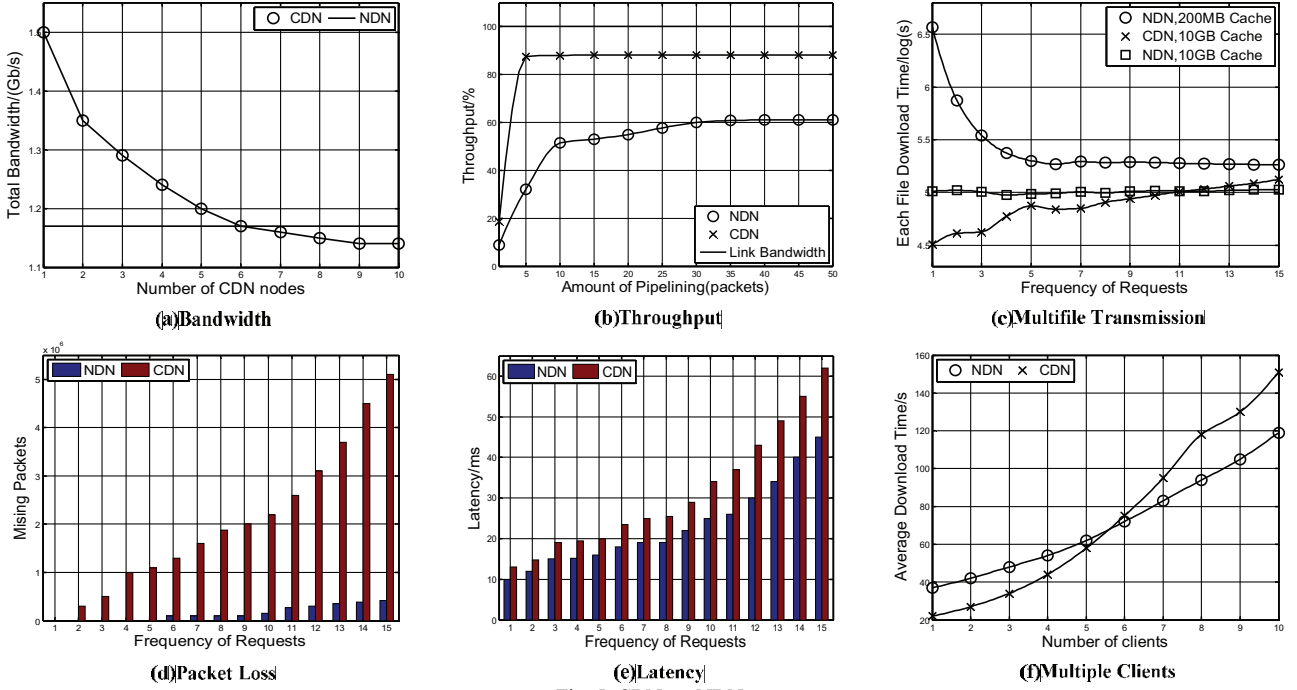 CDN NDN
1.5
1.4
1.3
1.2
1.1
1 2 3 4 5 6 7 8 9 10
Total Bandwidth/(Gb/s)
Number of CDN nodes
(a)Bandwidth
100
80
60
40
20
0
1 5 10 15 20 25 30 35 40 45 50
Throughput/%
NDN
CDN
Link Bandwidth
Amount of Pipelining(packets)
(b)Throughput
NDN,200MB Cache
CDN,10GB Cache
NDN,10GB Cache
6.5
6
5.5
5
4.5
1 3 5 7 9 11 13 15
Each File Download Time/log(s)
Frequency of Requests
(c)Multifile Transmission
x 10^6
NDN CDN
5
4
3
2
1
0
1 2 3 4 5 6 7 8 9 10 11 12 13 14 15
Mising Packets
Frequency of Requests
(d)Packet Loss
NDN CDN
60
50
40
30
20
10
0
1 2 3 4 5 6 7 8 9 10 11 12 13 14 15
Latency/ms
Frequency of Requests
(e)Latency
NDN CDN
160
140
120
100
80
60
40
20
1 2 3 4 5 6 7 8 9 10
Average Download Time/s
Number of clients
(f)Multiple Clients